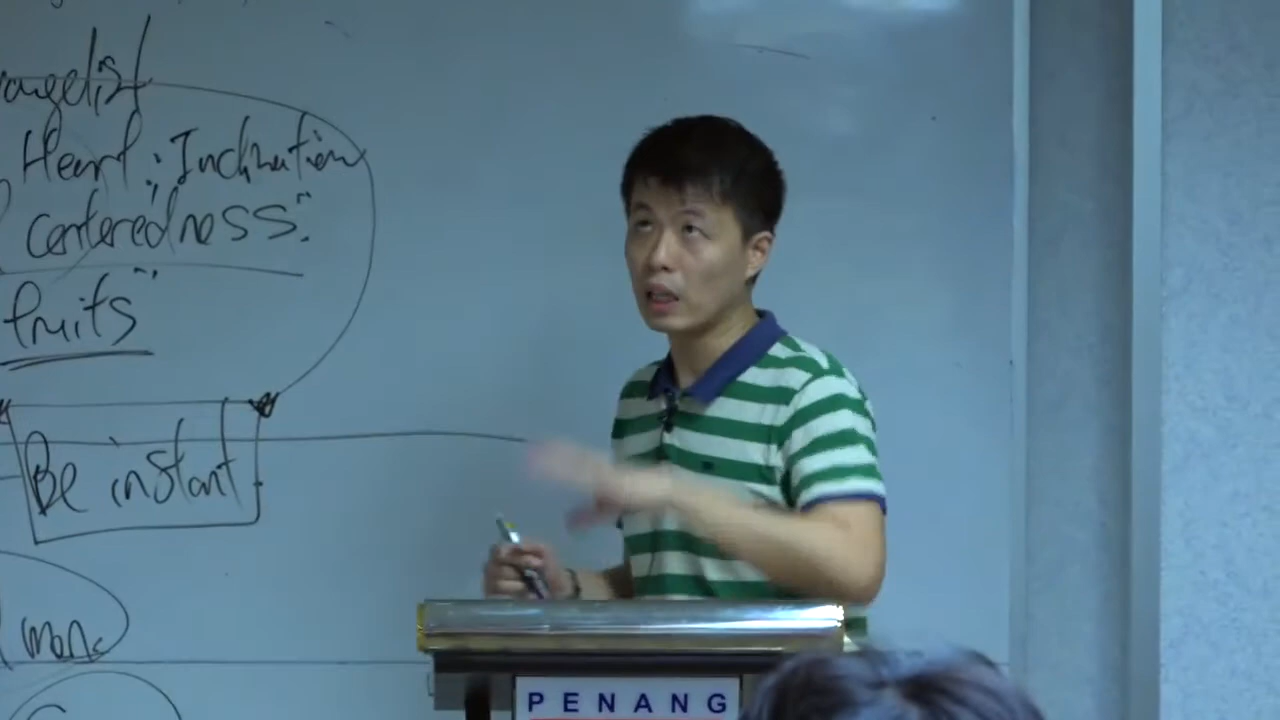 Heart: Inclination
centeredness".
fruits"
Be instant
PENANG